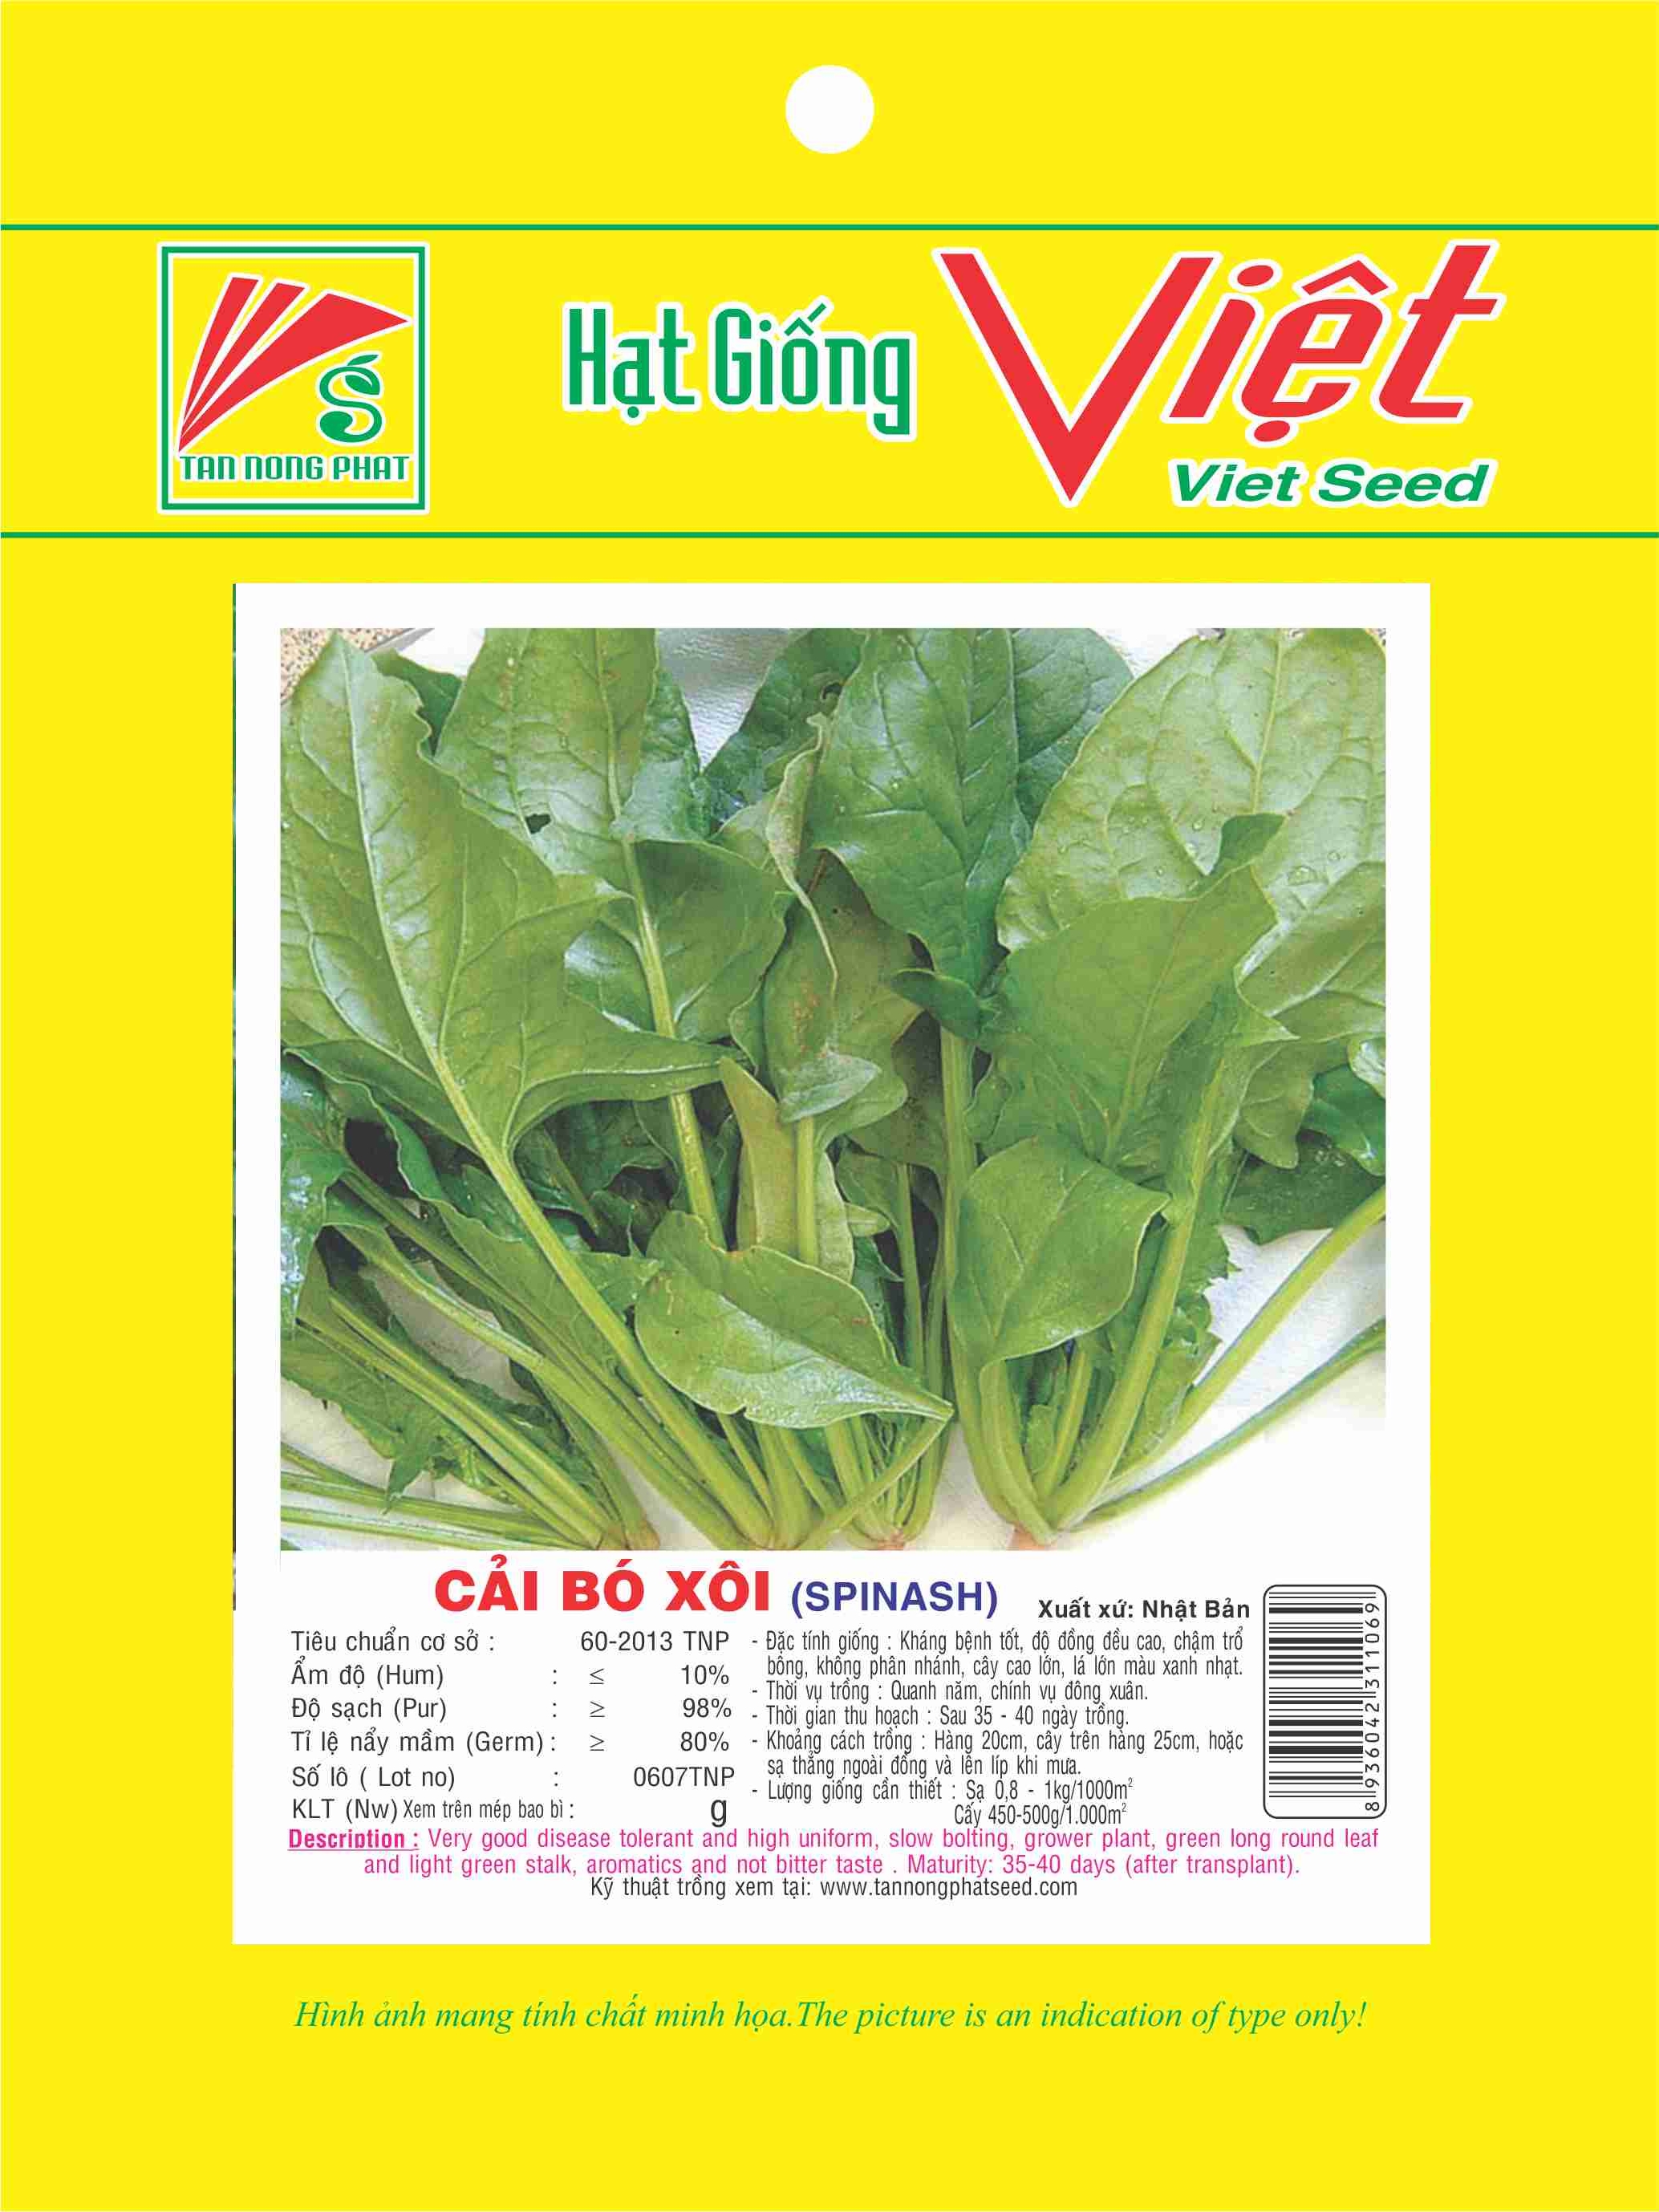 TAN NONG PHAT
Hạt Giống Việt
Viet Seed
CẢI BÓ XÔI (SPINASH)
Xuất xứ: Nhật Bản
Tiêu chuẩn cơ sở : 60-2013 TNP
Ẩm độ (Hum) : ≤ 10%
Độ sạch (Pur) : ≥ 98%
Tỉ lệ nẩy mầm (Germ) : ≥ 80%
Số lô ( Lot no) : 0607TNP
KLT (Nw) Xem trên mép bao bì : g
- Đặc tính giống : Kháng bệnh tốt, độ đồng đều cao, chậm trổ
bông, không phân nhánh, cây cao lớn, lá lớn màu xanh nhạt.
- Thời vụ trồng : Quanh năm, chính vụ đông xuân.
- Thời gian thu hoạch : Sau 35 - 40 ngày trồng.
- Khoảng cách trồng : Hàng 20cm, cây trên hàng 25cm, hoặc
sạ thẳng ngoài đồng và lên líp khi mưa.
- Lượng giống cần thiết : Sạ 0,8 - 1kg/1000m²
Cấy 450-500g/1.000m²
8936042311069
Description : Very good disease tolerant and high uniform, slow bolting, grower plant, green long round leaf
and light green stalk, aromatics and not bitter taste . Maturity: 35-40 days (after transplant).
Kỹ thuật trồng xem tại: www.tannongphatseed.com
Hình ảnh mang tính chất minh họa.The picture is an indication of type only!